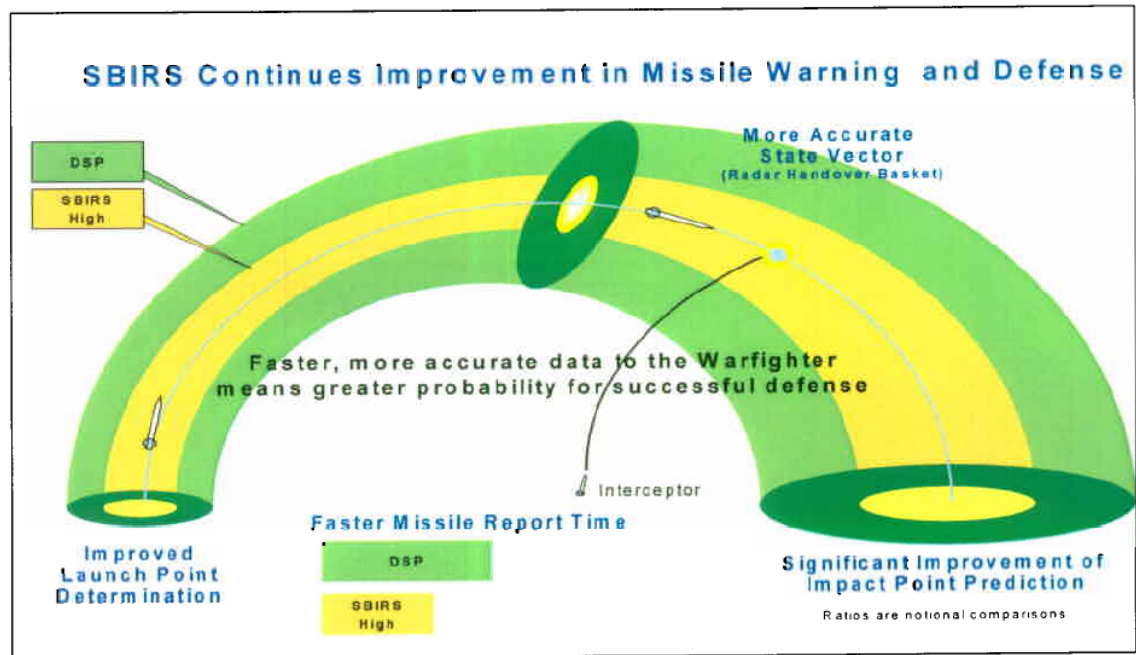 SBIRS Continues Improvement in Missile Warning and Defense
DSP
SBIRS
High
More Accurate
State Vector
(Radar Handover Basket)
Faster, more accurate data to the Warfighter
means greater probability for successful defense
Interceptor
Faster Missile Report Time
DSP
SBIRS
High
Improved
Launch Point
Determination
Significant Improvement of
Impact Point Prediction
Ratios are notional comparisons